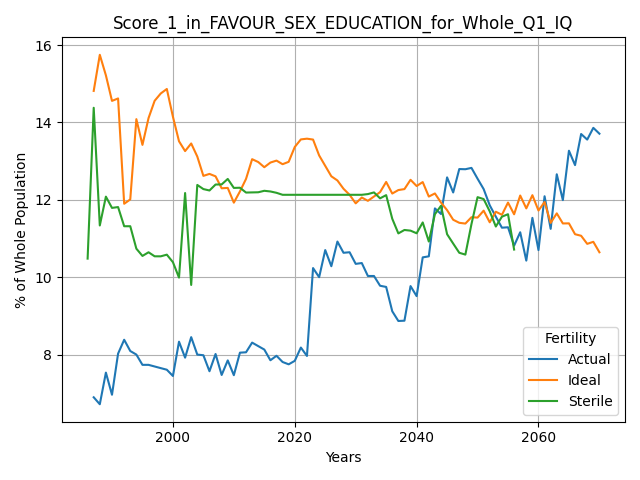 Score_1_in_FAVOUR_SEX_EDUCATION_for_Whole_Q1_IQ
16
14
12
10
8
% of Whole Population
2000
2020
2040
2060
Years
Fertility
Actual
Ideal
Sterile